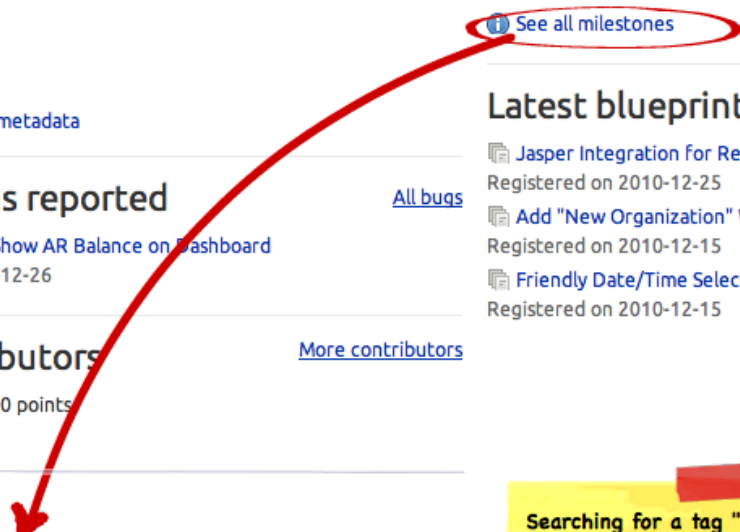 See all milestones
metadata
Latest blueprint
Jasper Integration for Re
Registered on 2010-12-25
Add "New Organization"
Registered on 2010-12-15
Friendly Date/Time Selec
Registered on 2010-12-15
s reported
All bugs
how AR Balance on Dashboard
12-26
butors
More contributors
0 points
Searching for a tag "